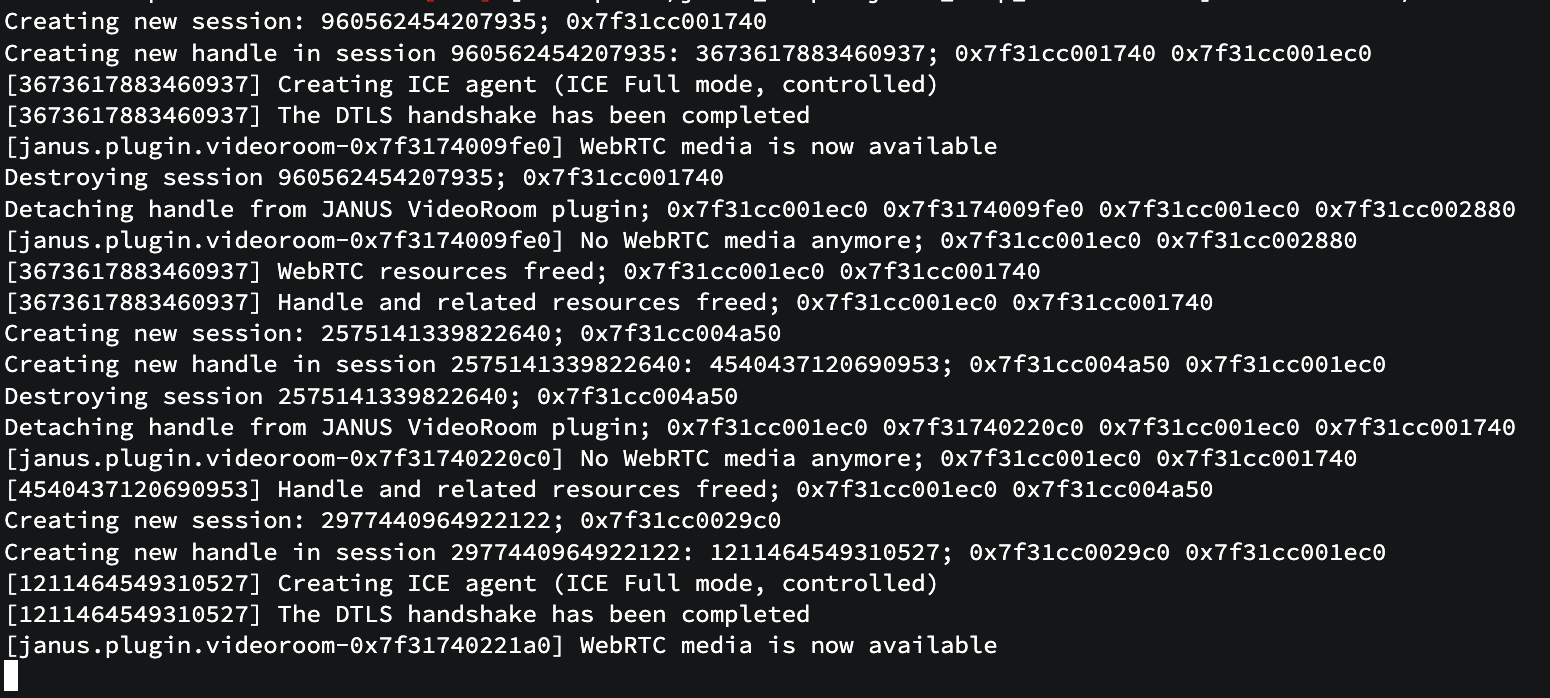 Creating new session: 960562454207935; 0x7f31cc001740
Creating new handle in session 960562454207935: 3673617883460937; 0x7f31cc001740 0x7f31cc001ec0
[3673617883460937] Creating ICE agent (ICE Full mode, controlled)
[3673617883460937] The DTLS handshake has been completed
[janus.plugin.videoroom-0x7f3174009fe0] WebRTC media is now available
Destroying session 960562454207935; 0x7f31cc001740
Detaching handle from JANUS VideoRoom plugin; 0x7f31cc001ec0 0x7f3174009fe0 0x7f31cc001ec0 0x7f31cc002880
[janus.plugin.videoroom-0x7f3174009fe0] No WebRTC media anymore; 0x7f31cc001ec0 0x7f31cc002880
[3673617883460937] WebRTC resources freed; 0x7f31cc001ec0 0x7f31cc001740
[3673617883460937] Handle and related resources freed; 0x7f31cc001ec0 0x7f31cc001740
Creating new session: 2575141339822640; 0x7f31cc004a50
Creating new handle in session 2575141339822640: 4540437120690953; 0x7f31cc004a50 0x7f31cc001ec0
Destroying session 2575141339822640; 0x7f31cc004a50
Detaching handle from JANUS VideoRoom plugin; 0x7f31cc001ec0 0x7f31740220c0 0x7f31cc001ec0 0x7f31cc001740
[janus.plugin.videoroom-0x7f31740220c0] No WebRTC media anymore; 0x7f31cc001ec0 0x7f31cc001740
[4540437120690953] Handle and related resources freed; 0x7f31cc001ec0 0x7f31cc004a50
Creating new session: 2977440964922122; 0x7f31cc0029c0
Creating new handle in session 2977440964922122: 1211464549310527; 0x7f31cc0029c0 0x7f31cc001ec0
[1211464549310527] Creating ICE agent (ICE Full mode, controlled)
[1211464549310527] The DTLS handshake has been completed
[janus.plugin.videoroom-0x7f31740221a0] WebRTC media is now available